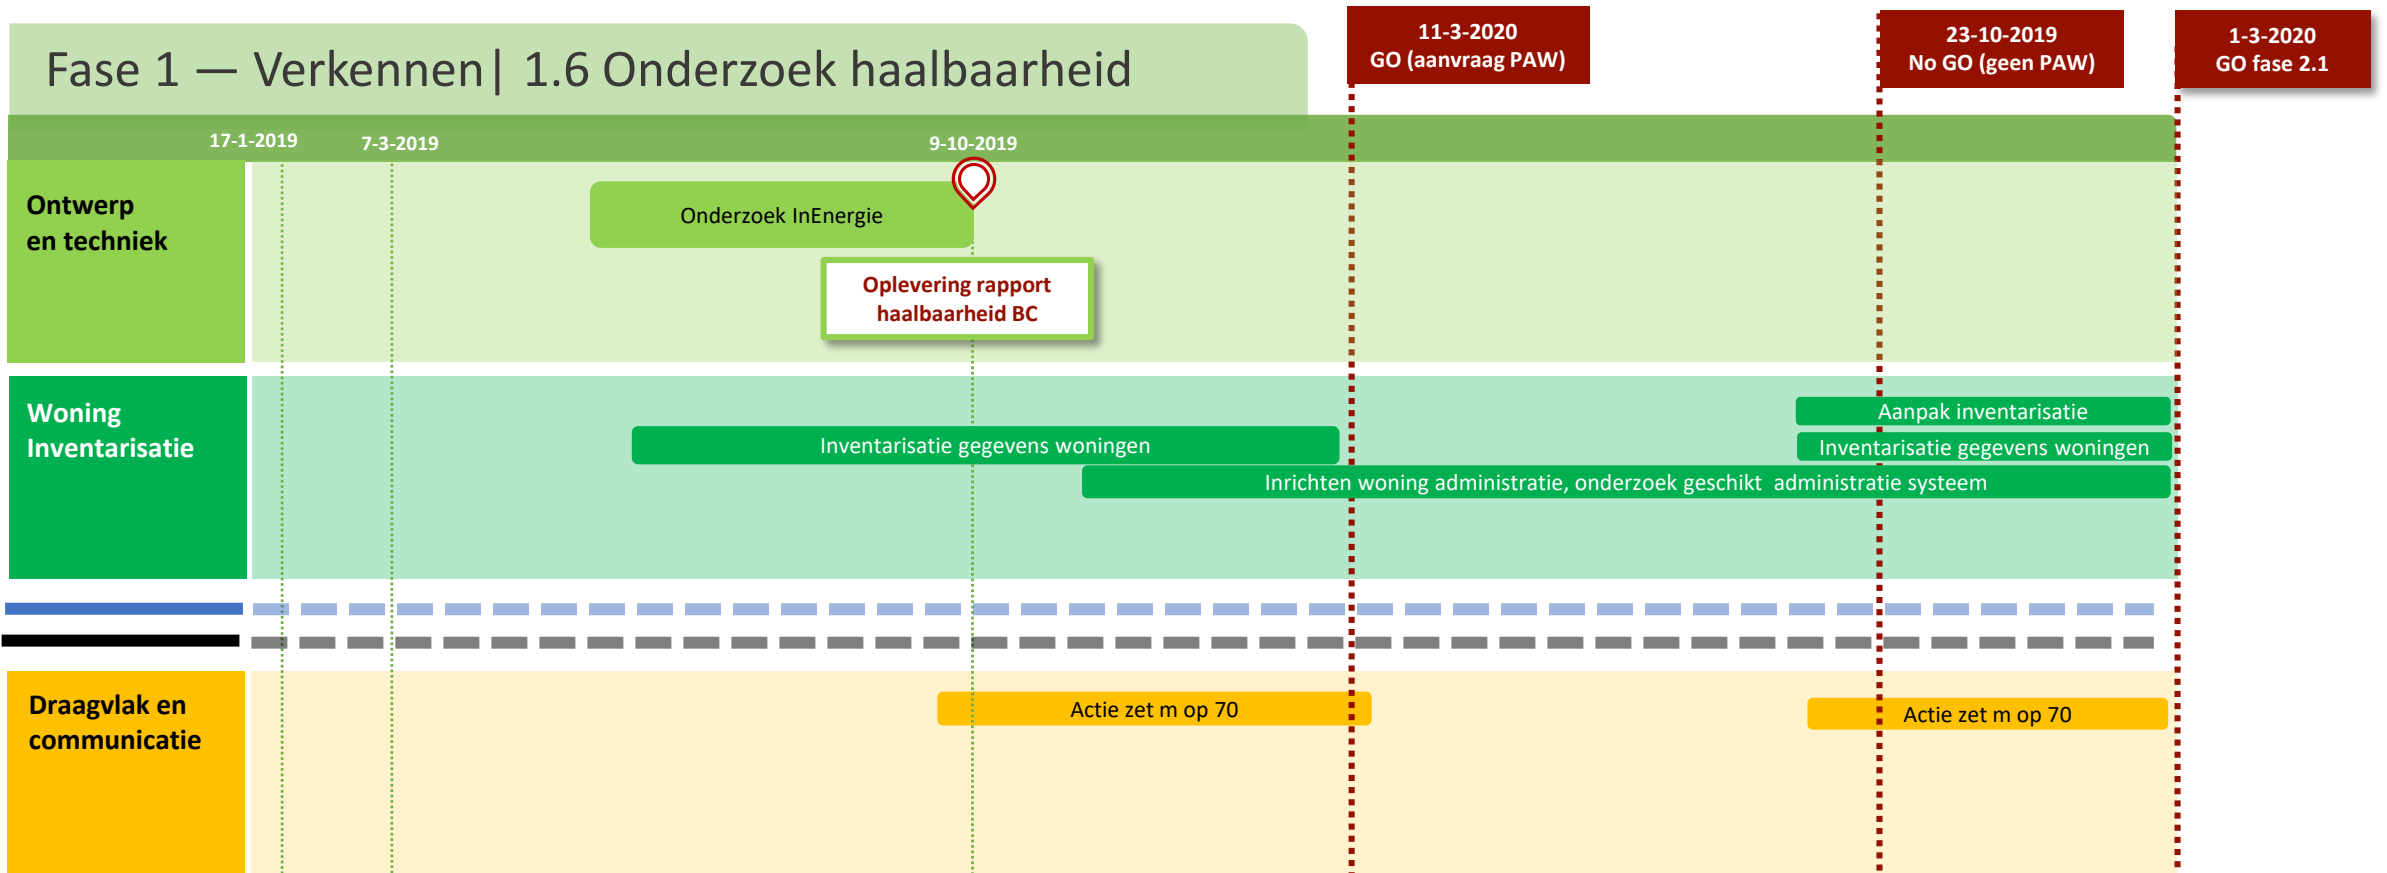 Fase 1 — Verkennen| 1.6 Onderzoek haalbaarheid
11-3-2020
GO (aanvraag PAW)
23-10-2019
No GO (geen PAW)
1-3-2020
GO fase 2.1
17-1-2019
7-3-2019
9-10-2019
Ontwerp
en techniek
Onderzoek InEnergie
Oplevering rapport
haalbaarheid BC
Woning
Inventarisatie
Aanpak inventarisatie
Inventarisatie gegevens woningen
Inventarisatie gegevens woningen
Inrichten woning administratie, onderzoek geschikt  administratie systeem
Draagvlak en
communicatie
Actie zet m op 70
Actie zet m op 70